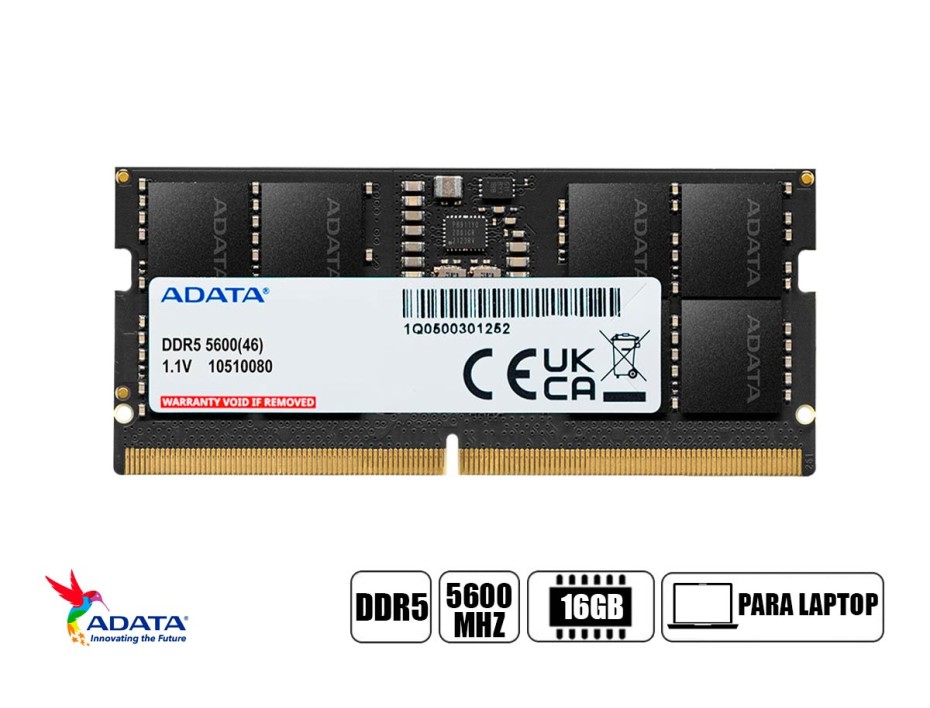 ADATA ADATA ADATA ADATA
ADATA®
1Q0500301252
DDR5 5600(46)
1.1V 10510080
CE UK
CA
WARRANTY VOID IF REMOVED
ADATA
261
ADATA®
Innovating the Future
DDR5
5600
MHZ
16GB
PARA LAPTOP